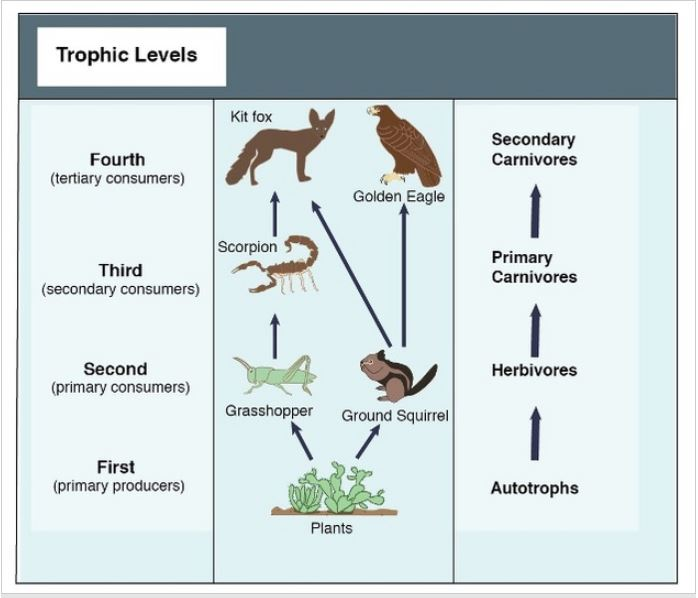 Trophic Levels
Fourth
(tertiary consumers)
Third
(secondary consumers)
Second
(primary consumers)
First
(primary producers)
Kit fox
Golden Eagle
Scorpion
Grasshopper
Ground Squirrel
Plants
Secondary
Carnivores
Primary
Carnivores
Herbivores
Autotrophs